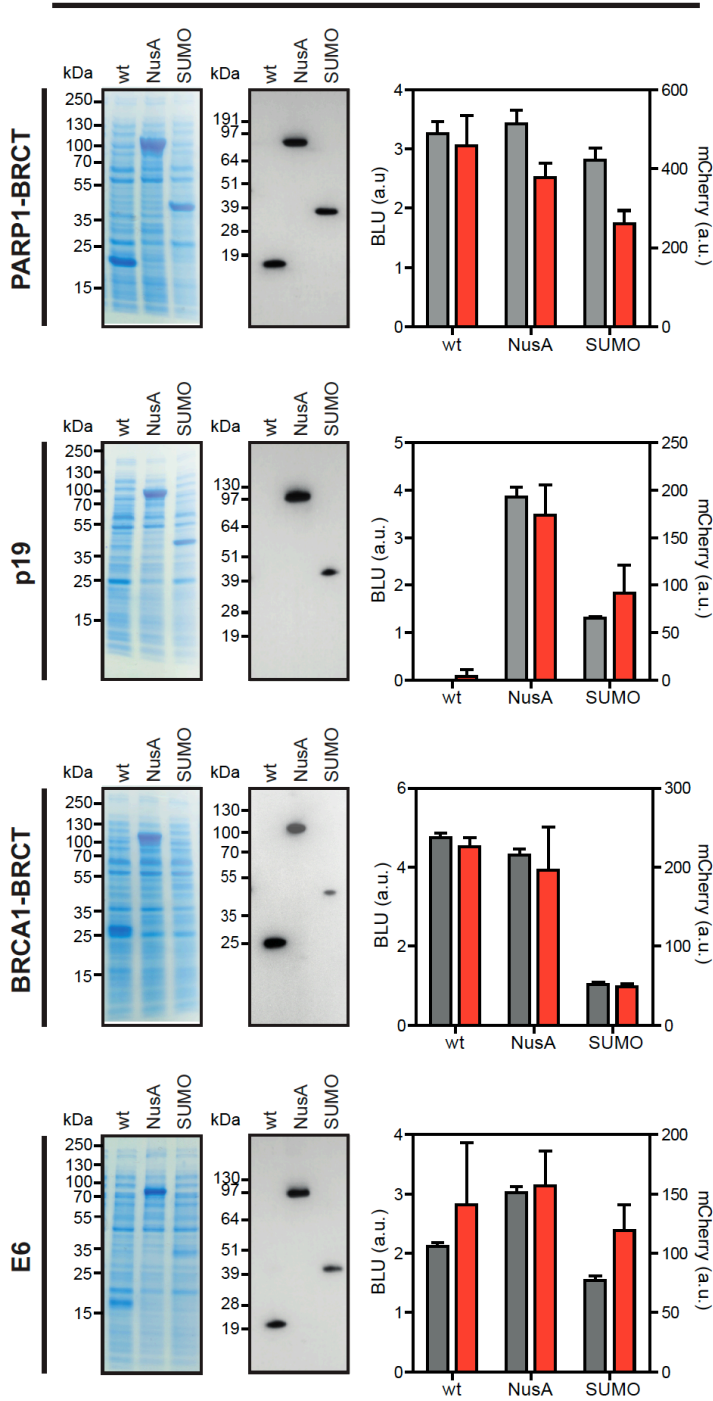 PARP1-BRCT
kDa
wt
NusA
SUMO
250
130
100
70
55
35
25
15
kDa
wt
NusA
SUMO
191
97
64
51
39
28
19
BLU (a.u)
4
3
2
1
0
600
400
200
0
mCherry (a.u.)
wt NusA SUMO
p19
kDa
wt
NusA
SUMO
250
130
100
70
55
35
25
15
kDa
wt
NusA
SUMO
130
97
64
51
39
28
19
BLU (a.u.)
5
4
3
2
1
0
250
200
150
100
50
0
mCherry (a.u.)
wt NusA SUMO
BRCA1-BRCT
kDa
wt
NusA
SUMO
250
130
100
70
55
35
25
15
kDa
wt
NusA
SUMO
130
100
70
55
35
25
BLU (a.u.)
6
4
2
0
300
200
100
0
mCherry (a.u.)
wt NusA SUMO
E6
kDa
wt
NusA
SUMO
250
130
100
70
55
35
25
15
kDa
wt
NusA
SUMO
130
97
64
51
39
28
19
BLU (a.u.)
4
3
2
1
0
200
150
100
50
0
mCherry (a.u.)
wt NusA SUMO